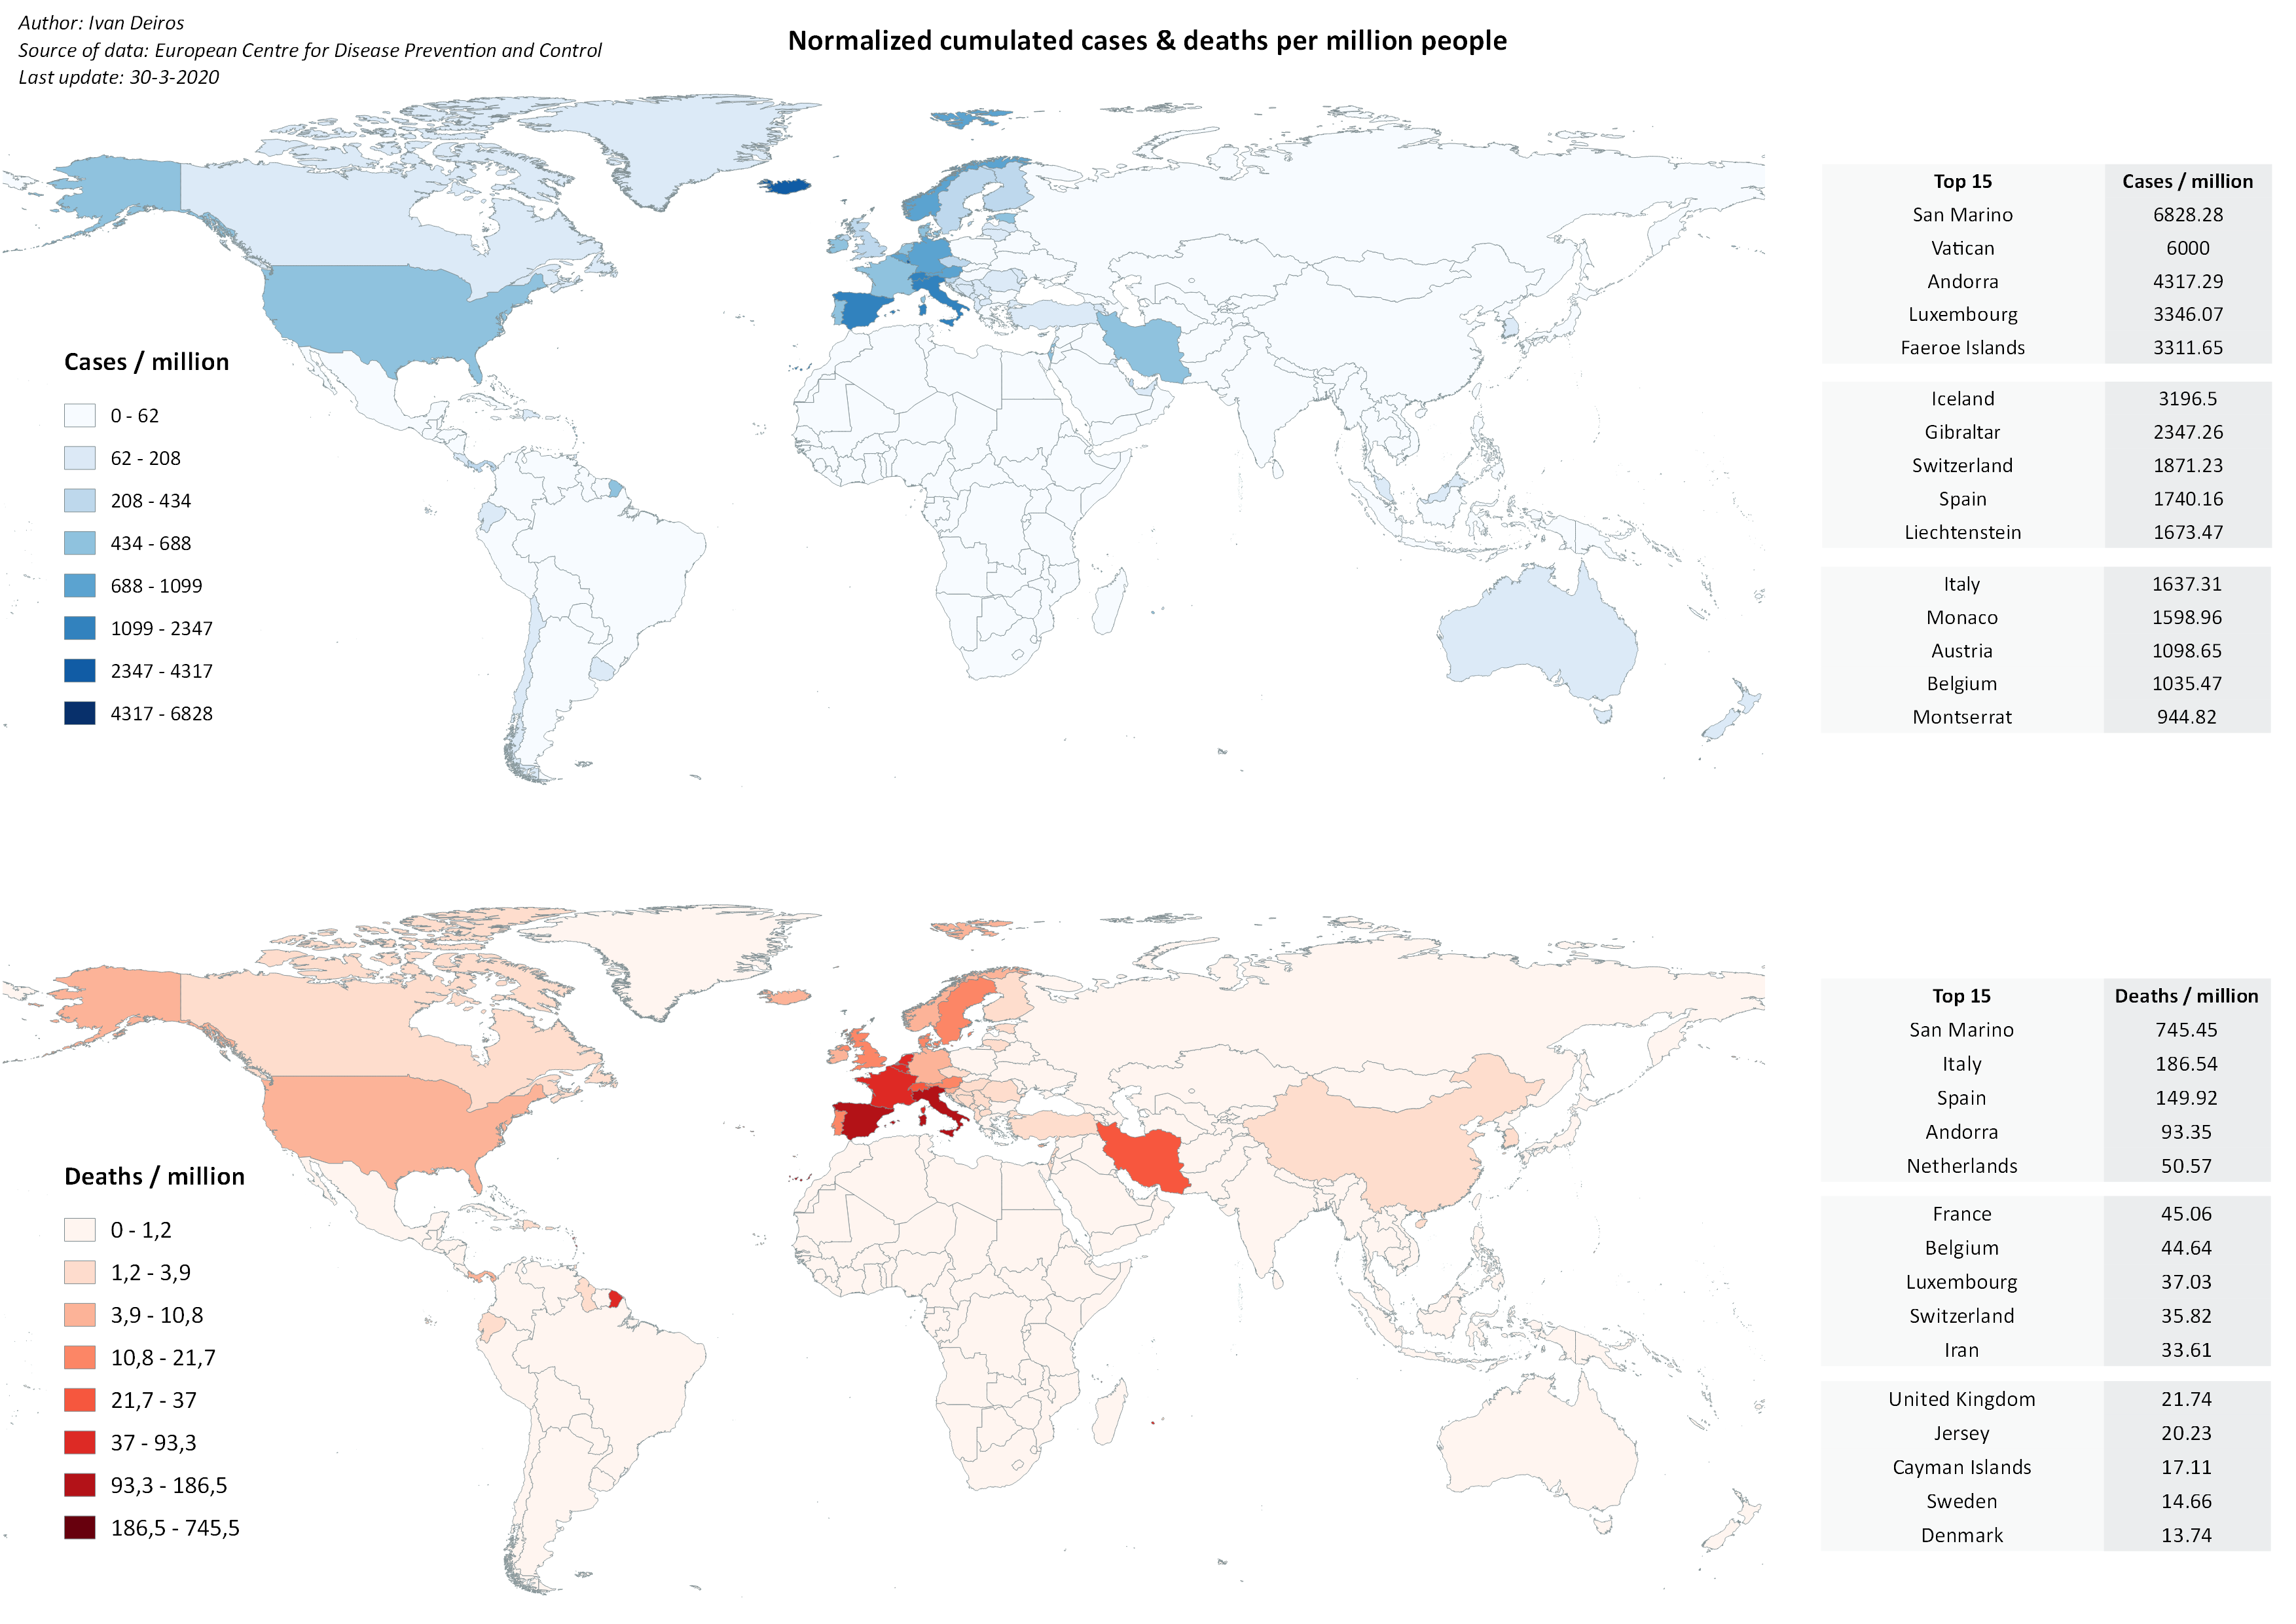 Author: Ivan Deiros
Source of data: European Centre for Disease Prevention and Control
Last update: 30-3-2020
Normalized cumulated cases & deaths per million people
Cases / million
0 - 62
62 - 208
208 - 434
434 - 688
688 - 1099
1099 - 2347
2347 - 4317
4317 - 6828
Top 15 Cases / million
San Marino 6828.28
Vatican 6000
Andorra 4317.29
Luxembourg 3346.07
Faeroe Islands 3311.65
Iceland 3196.5
Gibraltar 2347.26
Switzerland 1871.23
Spain 1740.16
Liechtenstein 1673.47
Italy 1637.31
Monaco 1598.96
Austria 1098.65
Belgium 1035.47
Montserrat 944.82
Deaths / million
0 - 1,2
1,2 - 3,9
3,9 - 10,8
10,8 - 21,7
21,7 - 37
37 - 93,3
93,3 - 186,5
186,5 - 745,5
Top 15 Deaths / million
San Marino 745.45
Italy 186.54
Spain 149.92
Andorra 93.35
Netherlands 50.57
France 45.06
Belgium 44.64
Luxembourg 37.03
Switzerland 35.82
Iran 33.61
United Kingdom 21.74
Jersey 20.23
Cayman Islands 17.11
Sweden 14.66
Denmark 13.74